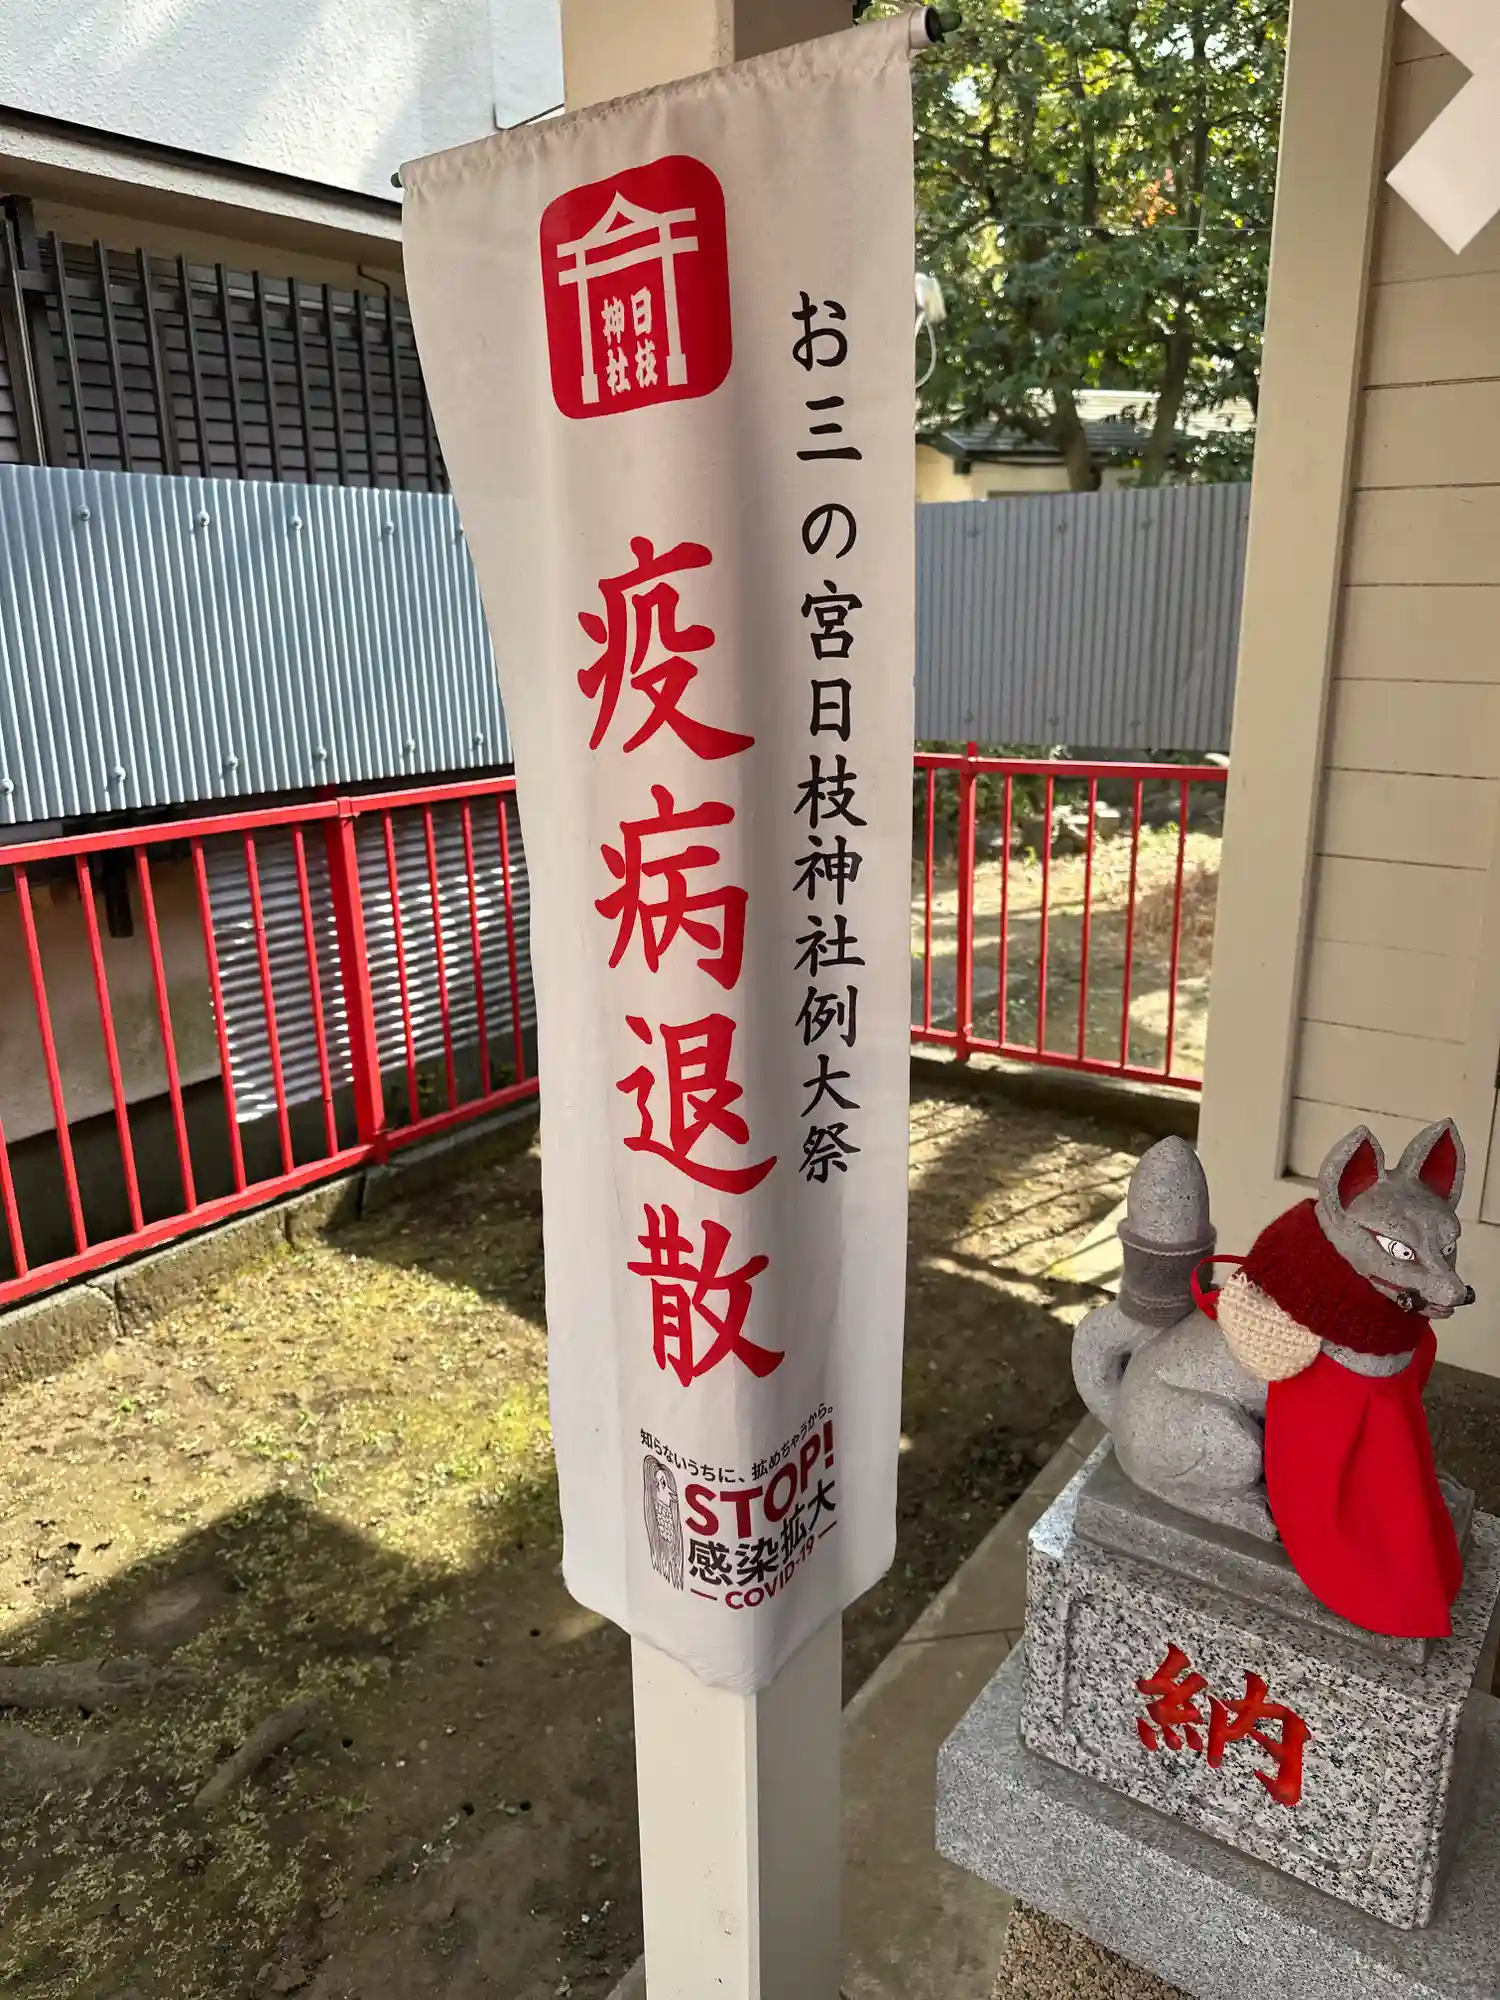 日枝
神社
お三の宮日枝神社例大祭
疫病退散
知らないうちに、拡めちゃうから。
STOP!
感染拡大
COVID-19
納